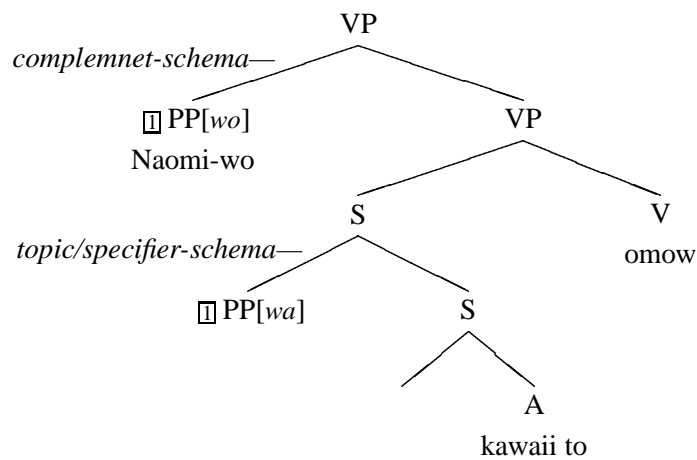 VP
complemnet-schema—
1 PP[wo] VP
Naomi-wo
S V
topic/specifier-schema— omow
1 PP[wa] S
A
kawaii to